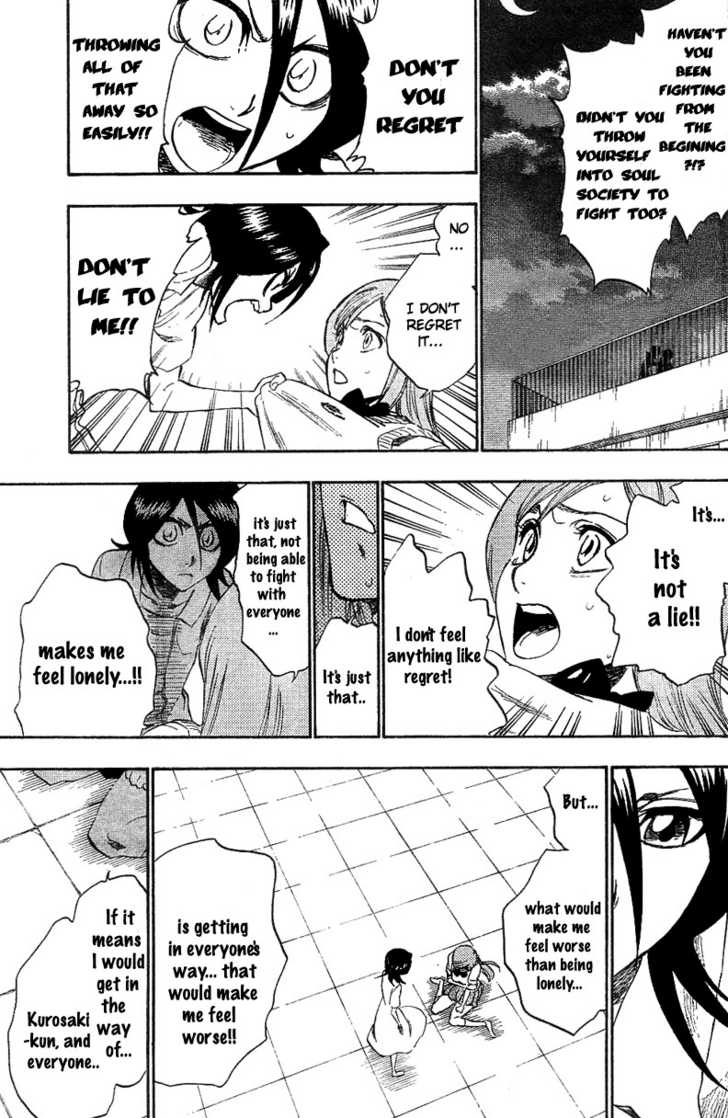 HAVEN'T
YOU
BEEN
FIGHTING
FROM
THE
BEGINING
?!?
DIDN'T YOU
THROW
YOURSELF
INTO SOUL
SOCIETY TO
FIGHT TOO?
DON'T
YOU
REGRET
THROWING
ALL OF
THAT
AWAY SO
EASILY!!
NO
...
I DON'T
REGRET
IT...
DON'T
LIE TO
ME!!
It's...
It's
not
a lie!!
I don't feel
anything like
regret!
It's just
that..
it's just
that, not
being able
to fight
with
everyone
...
makes me
feel lonely...!!
But...
what would
make me
feel worse
than being
lonely...
is getting
in everyone's
way... that
would make
me feel
worse!!
If it
means
I would
get in
the
way
of...
Kurosaki
-kun, and
everyone..